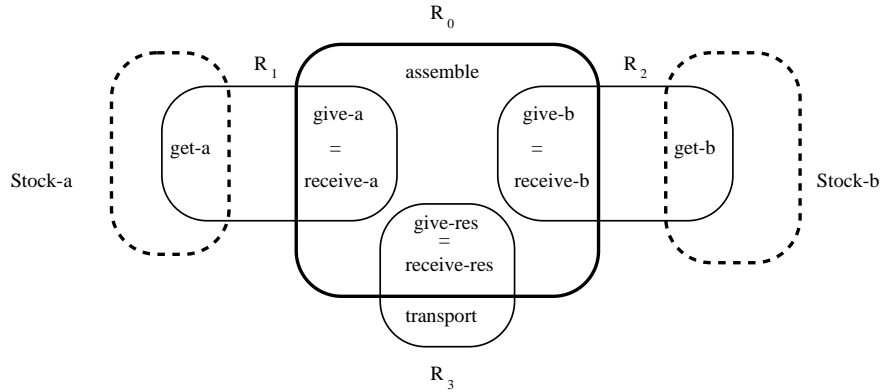 R0
R1
assemble
R2
give-a
=
receive-a
give-b
=
receive-b
get-a
get-b
Stock-a
Stock-b
give-res
=
receive-res
transport
R3